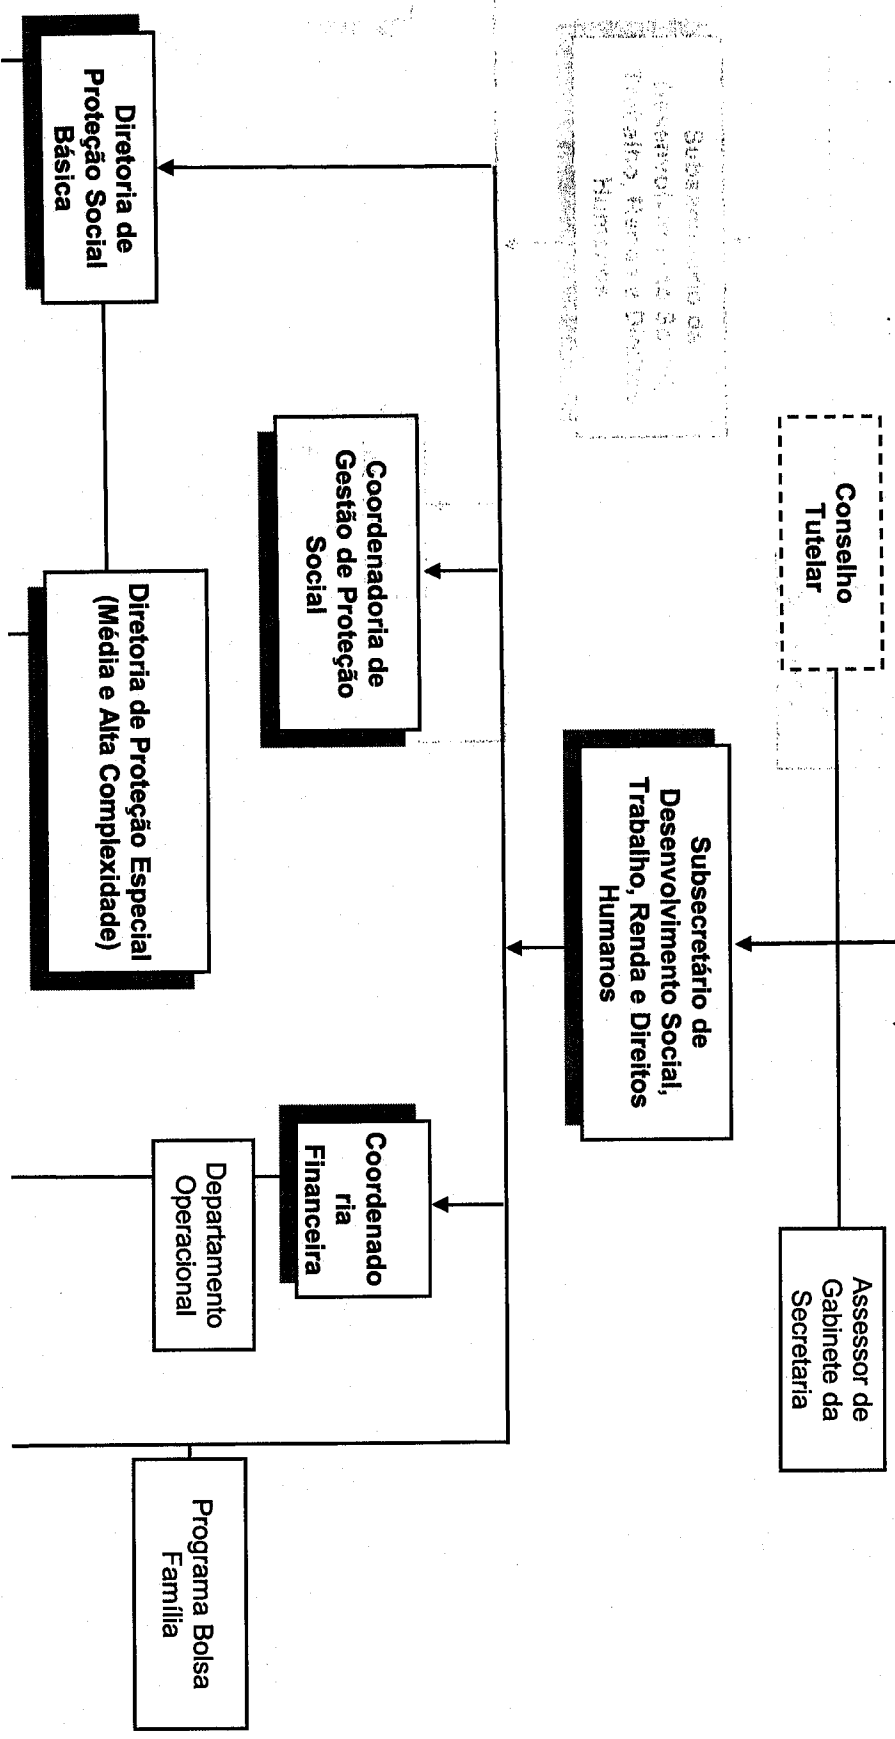 Conselho
Tutelar
Assessor de
Gabinete da
Secretaria
Subsecretário de
Desenvolvimento Social,
Trabalho, Renda e Direitos
Humanos
Diretoria de
Proteção Social
Básica
Coordenadoria de
Gestão de Proteção
Social
Coordenado
ria
Financeira
Diretoria de Proteção Especial
(Média e Alta Complexidade)
Departamento
Operacional
Programa Bolsa
Família